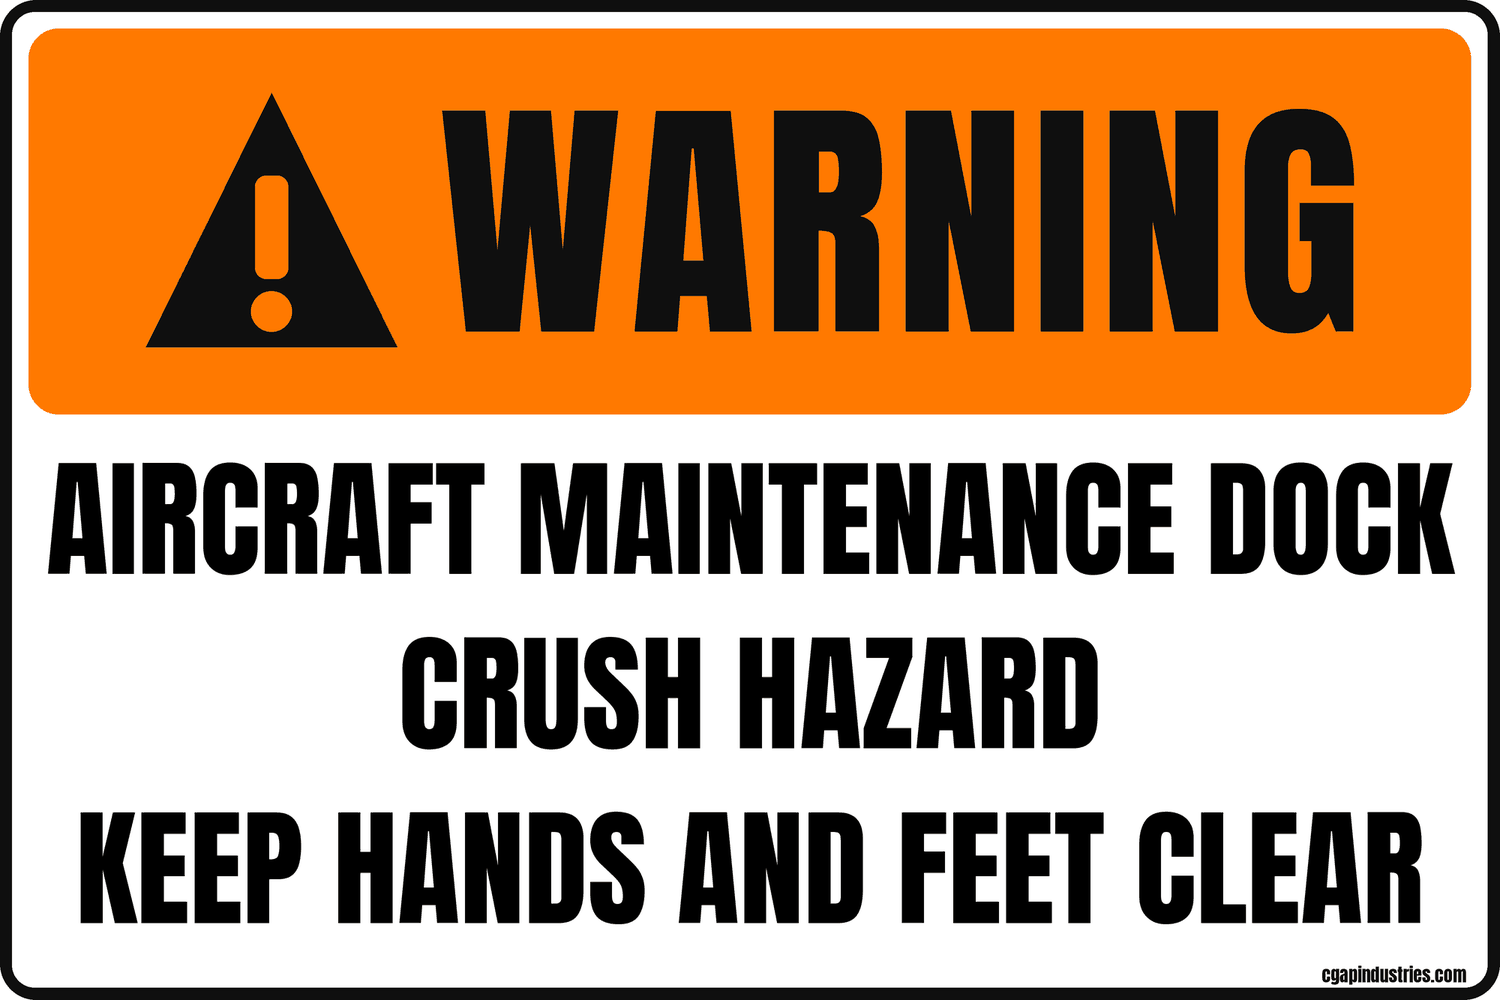 WARNING
AIRCRAFT MAINTENANCE DOCK
CRUSH HAZARD
KEEP HANDS AND FEET CLEAR
cgapindustries.com